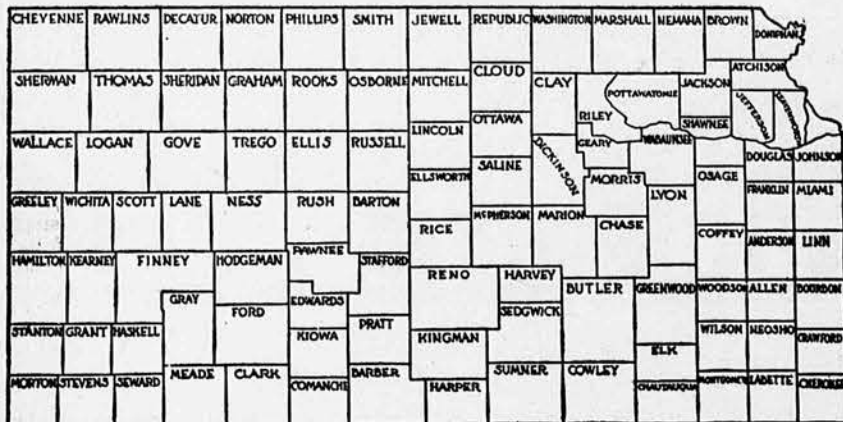 CHEYENNE RAWLINS DECATUR NORTON PHILLIPS SMITH JEWELL REPUBLIC WASHINGTON MARSHALL NEMAHA BROWN
DONIPHAN
ATCHISON
SHERMAN THOMAS SHERIDAN GRAHAM ROOKS OSBORNE MITCHELL CLOUD CLAY JACKSON
POTTAWATOMIE
JEFFERSON
LINCOLN OTTAWA RILEY SHAWNEE
WALLACE LOGAN GOVE TREGO ELLIS RUSSELL GEARY WABAUNSEE
DICKINSON
DOUGLAS JOHNSON
ELLSWORTH SALINE MORRIS OSAGE
GREELEY WICHITA SCOTT LANE NESS RUSH BARTON LYON FRANKLIN MIAMI
RICE McPHERSON MARION CHASE COFFEY ANDERSON LINN
HAMILTON KEARNEY FINNEY HODGEMAN PAWNEE STAFFORD
RENO HARVEY BUTLER GREENWOOD WOODSON ALLEN BOURBON
GRAY FORD EDWARDS SEDGWICK
STANTON GRANT HASKELL KIOWA PRATT KINGMAN WILSON NEOSHO CRAWFORD
ELK
MORTON STEVENS SEWARD MEADE CLARK COMANCHE BARBER HARPER SUMNER COWLEY CHAUTAUQUA LABETTE CHEROKEE